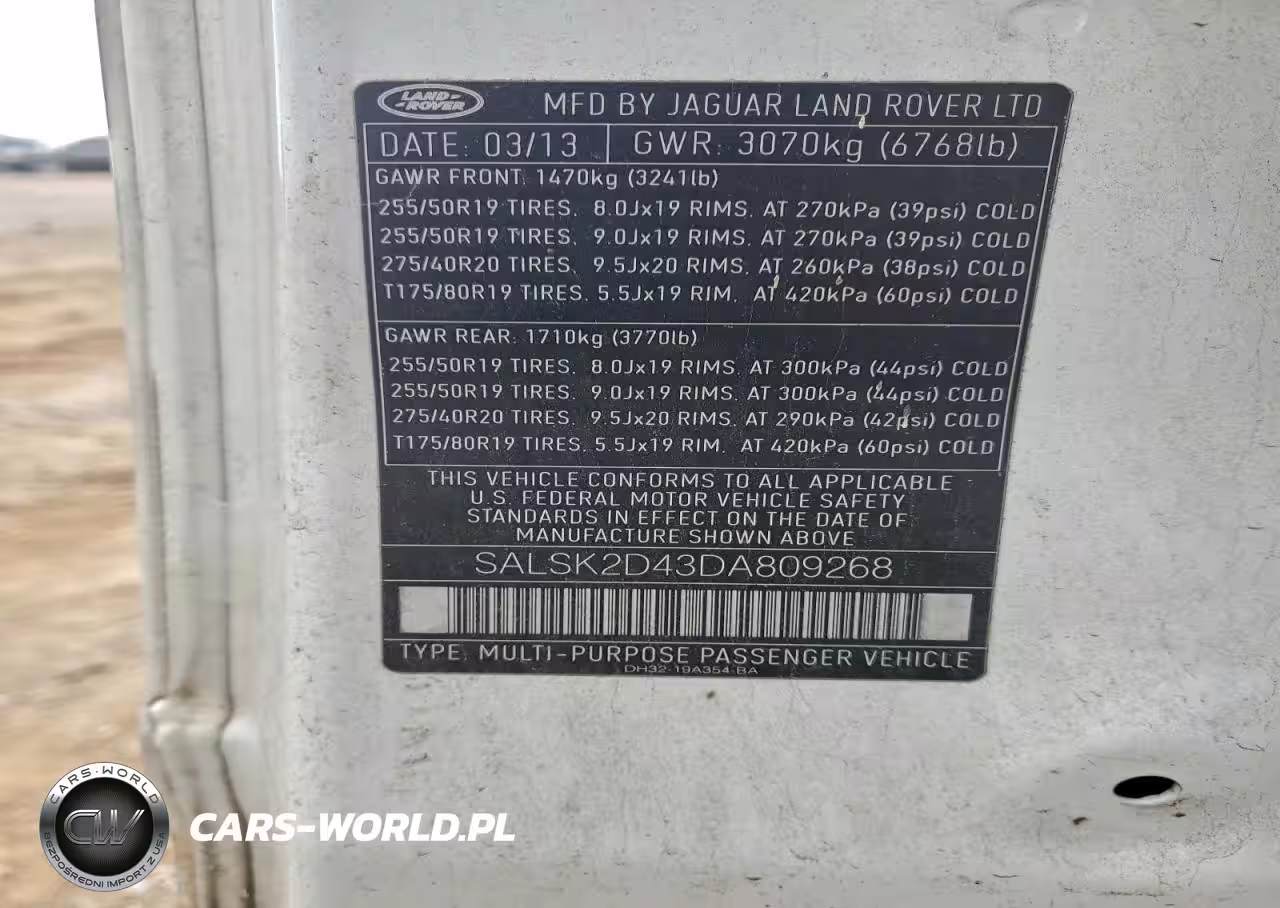 LAND-
-ROVER
MFD BY JAGUAR LAND ROVER LTD
DATE: 03/13 GWR: 3070kg (6768lb)
GAWR FRONT: 1470kg (3241lb)
255/50R19 TIRES, 8.0Jx19 RIMS, AT 270kPa (39psi) COLD
255/50R19 TIRES, 9.0Jx19 RIMS, AT 270kPa (39psi) COLD
275/40R20 TIRES, 9.5Jx20 RIMS, AT 260kPa (38psi) COLD
T175/80R19 TIRES, 5.5Jx19 RIM, AT 420kPa (60psi) COLD
GAWR REAR: 1710kg (3770lb)
255/50R19 TIRES, 8.0Jx19 RIMS, AT 300kPa (44psi) COLD
255/50R19 TIRES, 9.0Jx19 RIMS, AT 300kPa (44psi) COLD
275/40R20 TIRES, 9.5Jx20 RIMS, AT 290kPa (42psi) COLD
T175/80R19 TIRES, 5.5Jx19 RIM, AT 420kPa (60psi) COLD
THIS VEHICLE CONFORMS TO ALL APPLICABLE
U.S. FEDERAL MOTOR VEHICLE SAFETY
STANDARDS IN EFFECT ON THE DATE OF
MANUFACTURE SHOWN ABOVE
SALSK2D43DA809268
TYPE: MULTI-PURPOSE PASSENGER VEHICLE
DH32-19A354-BA
CARS-WORLD
CW
BEZPOŚREDNI IMPORT Z USA
CARS-WORLD.PL